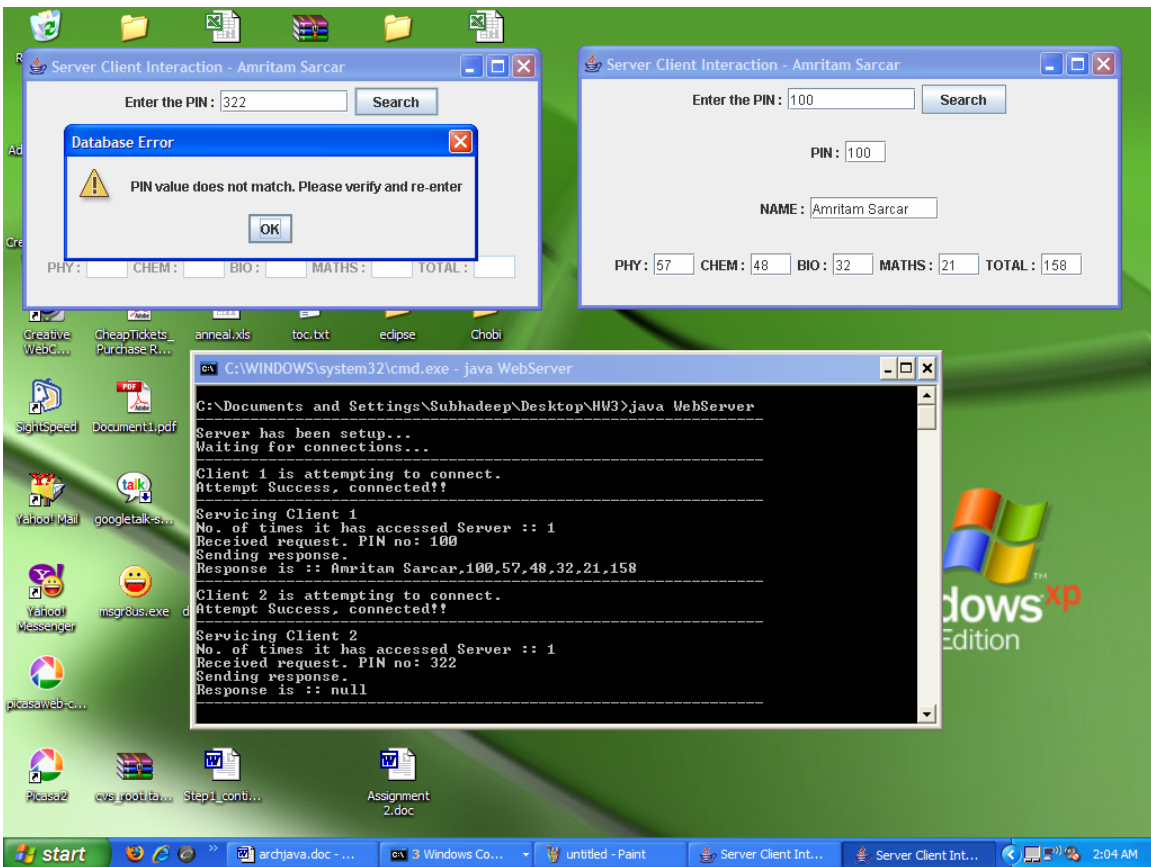 Server Client Interaction - Amritam Sarcar
Enter the PIN : 322 Search
Database Error
PIN value does not match. Please verify and re-enter
OK
PHY : CHEM : BIO : MATHS : TOTAL :
Server Client Interaction - Amritam Sarcar
Enter the PIN : 100 Search
PIN : 100
NAME : Amritam Sarcar
PHY : 57 CHEM : 48 BIO : 32 MATHS : 21 TOTAL : 158
Creative WebC... CheapTickets_ Purchase R... anneal.xls toc.txt eclipse Chobi
C:\WINDOWS\system32\cmd.exe - java WebServer
C:\Documents and Settings\Subhadeep\Desktop\HW3>java WebServer
Server has been setup...
Waiting for connections...
Client 1 is attempting to connect.
Attempt Success, connected!!
Servicing Client 1
No. of times it has accessed Server :: 1
Received request. PIN no: 100
Sending response.
Response is :: Amritam Sarcar,100,57,48,32,21,158
Client 2 is attempting to connect.
Attempt Success, connected!!
Servicing Client 2
No. of times it has accessed Server :: 1
Received request. PIN no: 322
Sending response.
Response is :: null
SightSpeed Document1.pdf
Yahoo! Mail googletalk-s...
Yahoo! Messenger msgr8us.exe
picasaweb-c...
Picasa2 cvs_root.ta... Step1_conti... Assignment 2.doc
dows xp TM
Edition
start archjava.doc - ... 3 Windows Co... untitled - Paint Server Client Int... Server Client Int... 2:04 AM